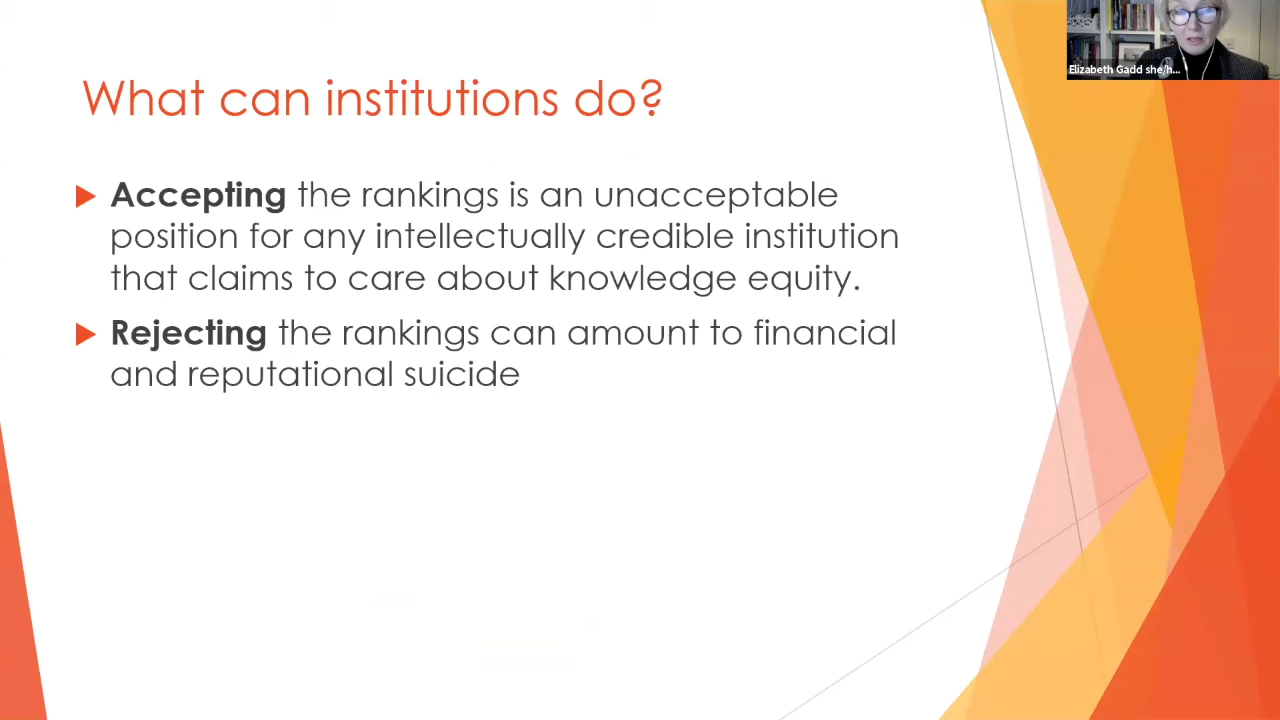 Elizabeth Gadd she/h...
What can institutions do?
Accepting the rankings is an unacceptable
position for any intellectually credible institution
that claims to care about knowledge equity.
Rejecting the rankings can amount to financial
and reputational suicide